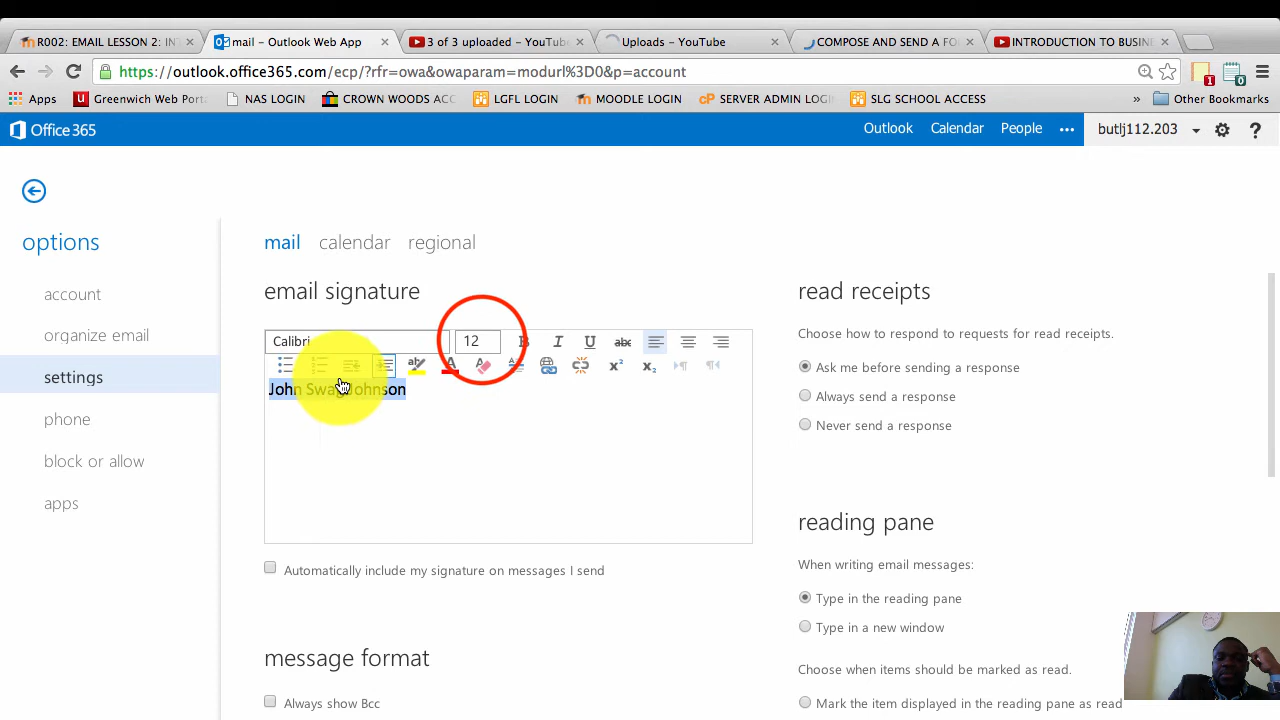 R002: EMAIL LESSON 2: IN
mail – Outlook Web App
3 of 3 uploaded – YouTube
Uploads – YouTube
COMPOSE AND SEND A FO
INTRODUCTION TO BUSIN
https://outlook.office365.com/ecp/?rfr=owa&owaparam=modurl%3D0&p=account
1
0
Apps
Greenwich Web Port
NAS LOGIN
CROWN WOODS ACC
LGFL LOGIN
MOODLE LOGIN
SERVER ADMIN LOG
SLG SCHOOL ACCESS
»
Other Bookmarks
Office 365
Outlook
Calendar
People
•••
butlj112.203
?
options
account
organize email
settings
phone
block or allow
apps
mail
calendar
regional
email signature
Calibri
12
B
I
U
abc
John Swag Johnson
Automatically include my signature on messages I send
message format
Always show Bcc
read receipts
Choose how to respond to requests for read receipts.
Ask me before sending a response
Always send a response
Never send a response
reading pane
When writing email messages:
Type in the reading pane
Type in a new window
Choose when items should be marked as read.
Mark the item displayed in the reading pane as read